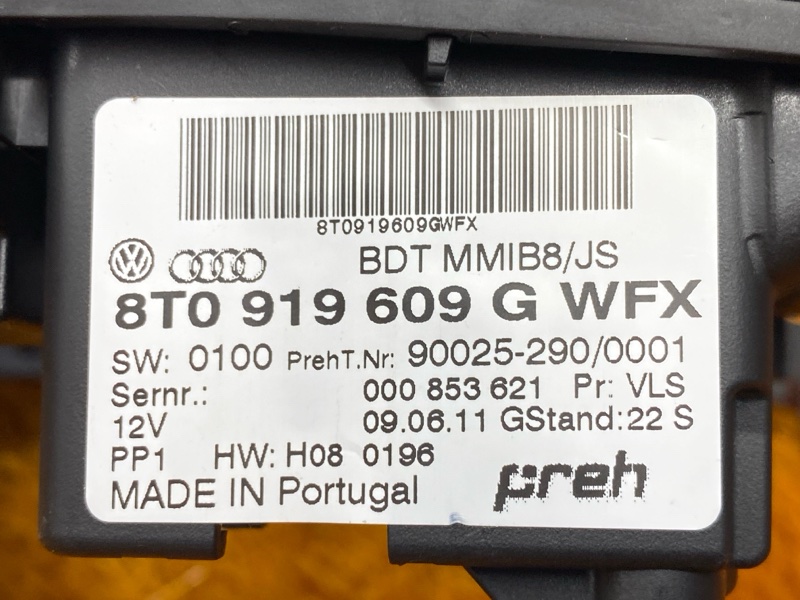 8T0919609GWFX
BDT MMIB8/JS
8T0 919 609 G WFX
SW: 0100 PrehT.Nr: 90025-290/0001
Sernr.: 000 853 621 Pr: VLS
12V 09.06.11 GStand: 22 S
PP1 HW: H08 0196
MADE IN Portugal preh